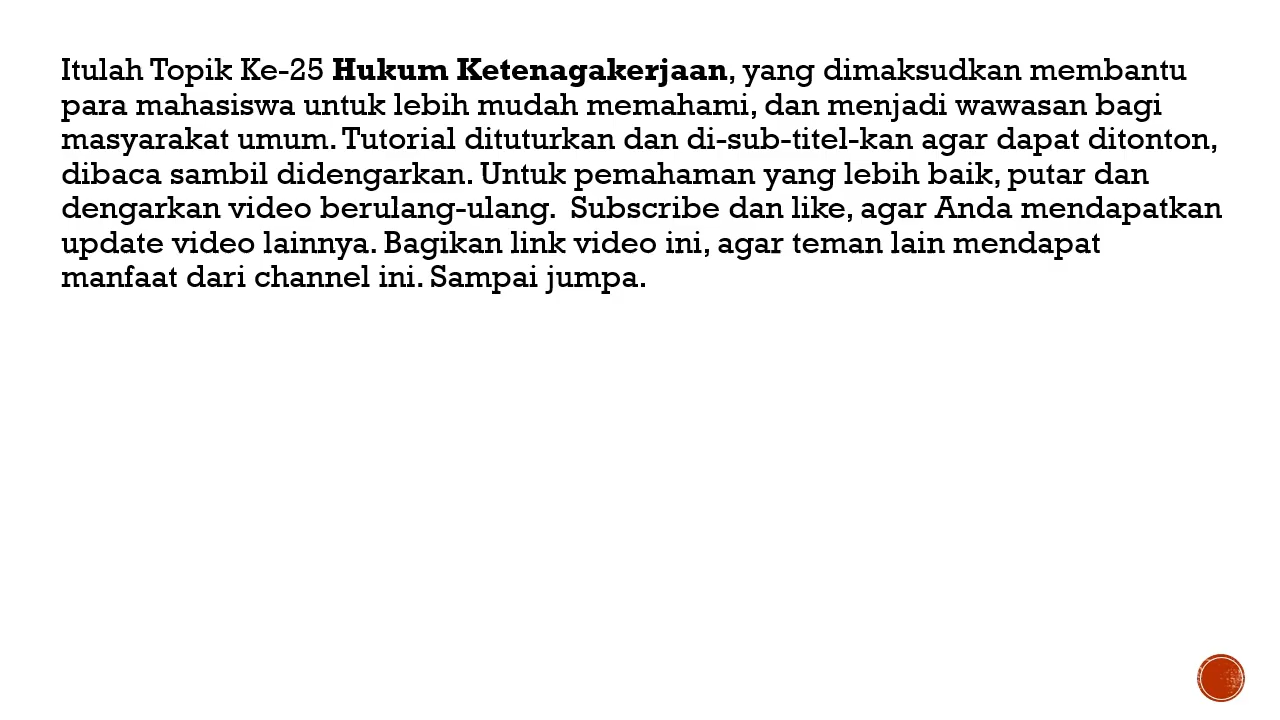 Itulah Topik Ke-25 Hukum Ketenagakerjaan, yang dimaksudkan membantu
para mahasiswa untuk lebih mudah memahami, dan menjadi wawasan bagi
masyarakat umum. Tutorial dituturkan dan di-sub-titel-kan agar dapat ditonton,
dibaca sambil didengarkan. Untuk pemahaman yang lebih baik, putar dan
dengarkan video berulang-ulang.  Subscribe dan like, agar Anda mendapatkan
update video lainnya. Bagikan link video ini, agar teman lain mendapat
manfaat dari channel ini. Sampai jumpa.